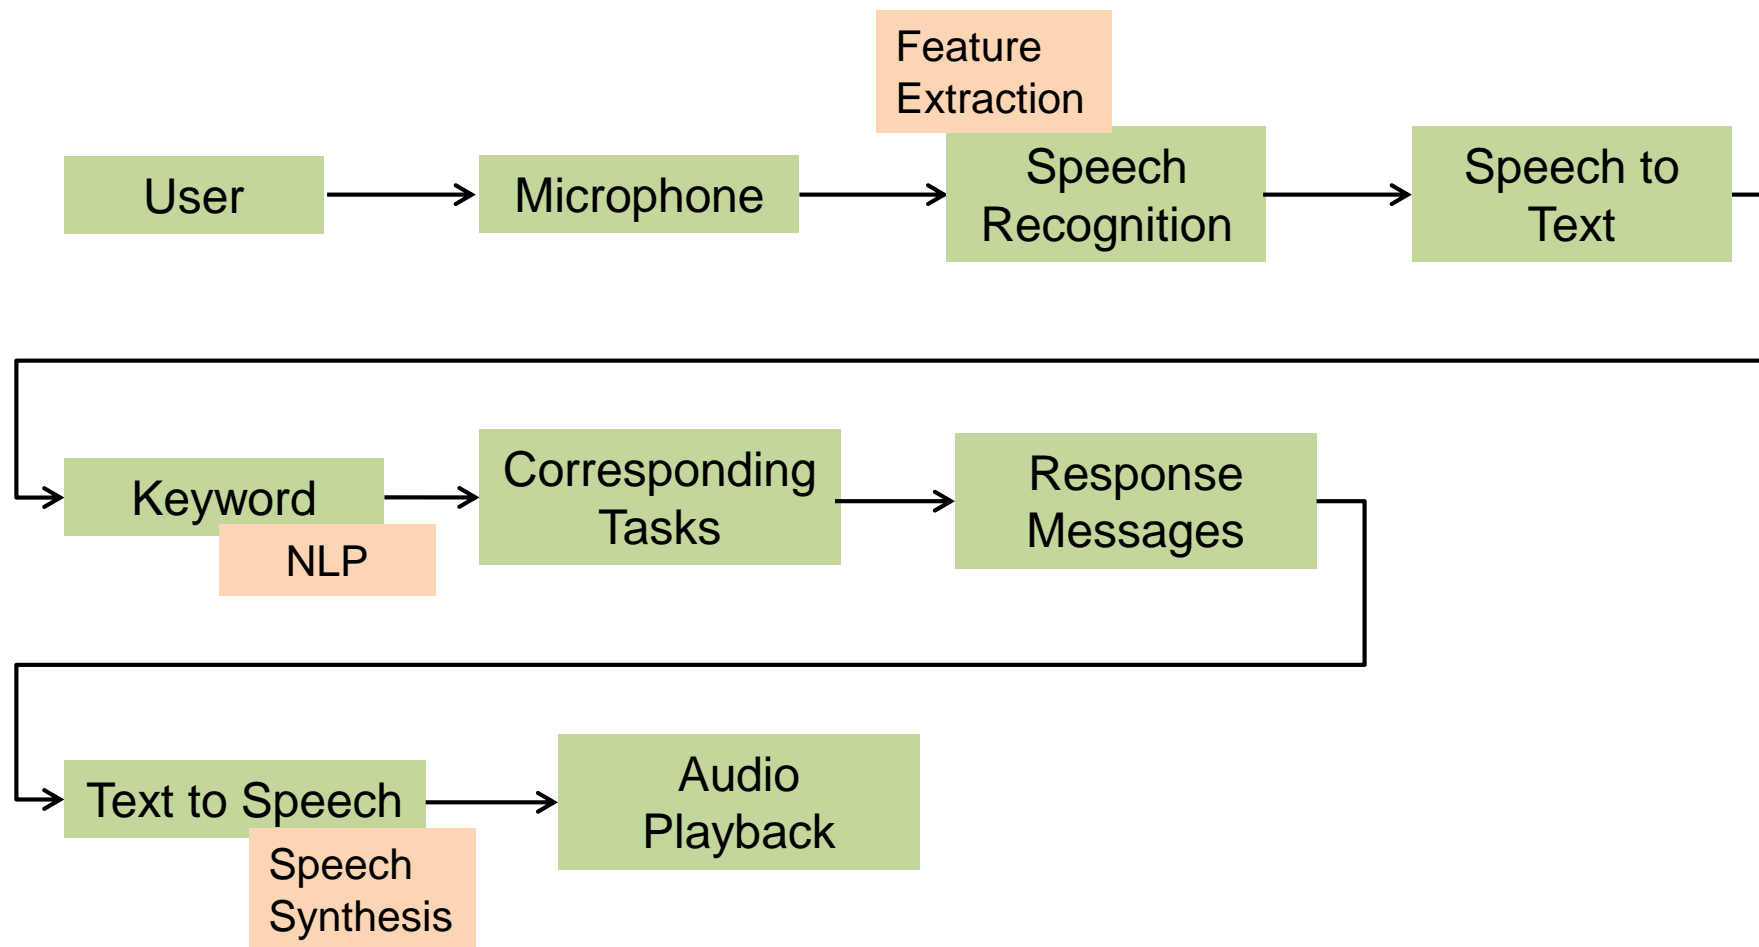 Feature
Extraction
User
Microphone
Speech
Recognition
Speech to
Text
Keyword
NLP
Corresponding
Tasks
Response
Messages
Text to Speech
Speech
Synthesis
Audio
Playback